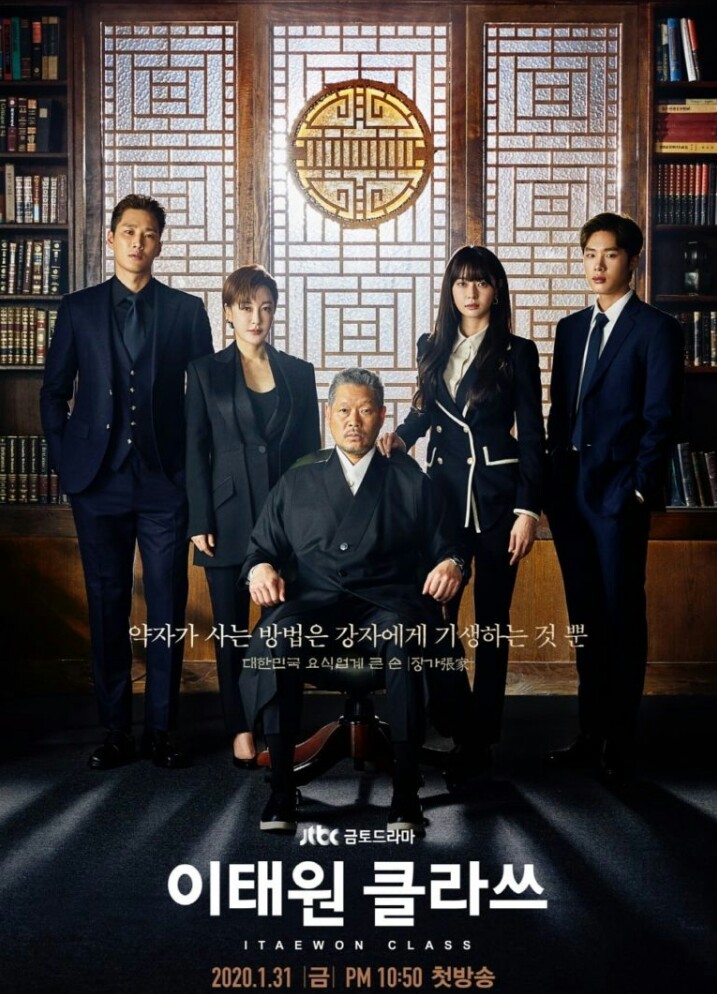 약자가 사는 방법은 강자에게 기생하는 것 뿐
대한민국 요식업계 큰 손 |장가張家
jtbc 금토드라마
이태원 클라쓰
ITAEWON CLASS
2020.1.31 |금| PM 10:50 첫방송